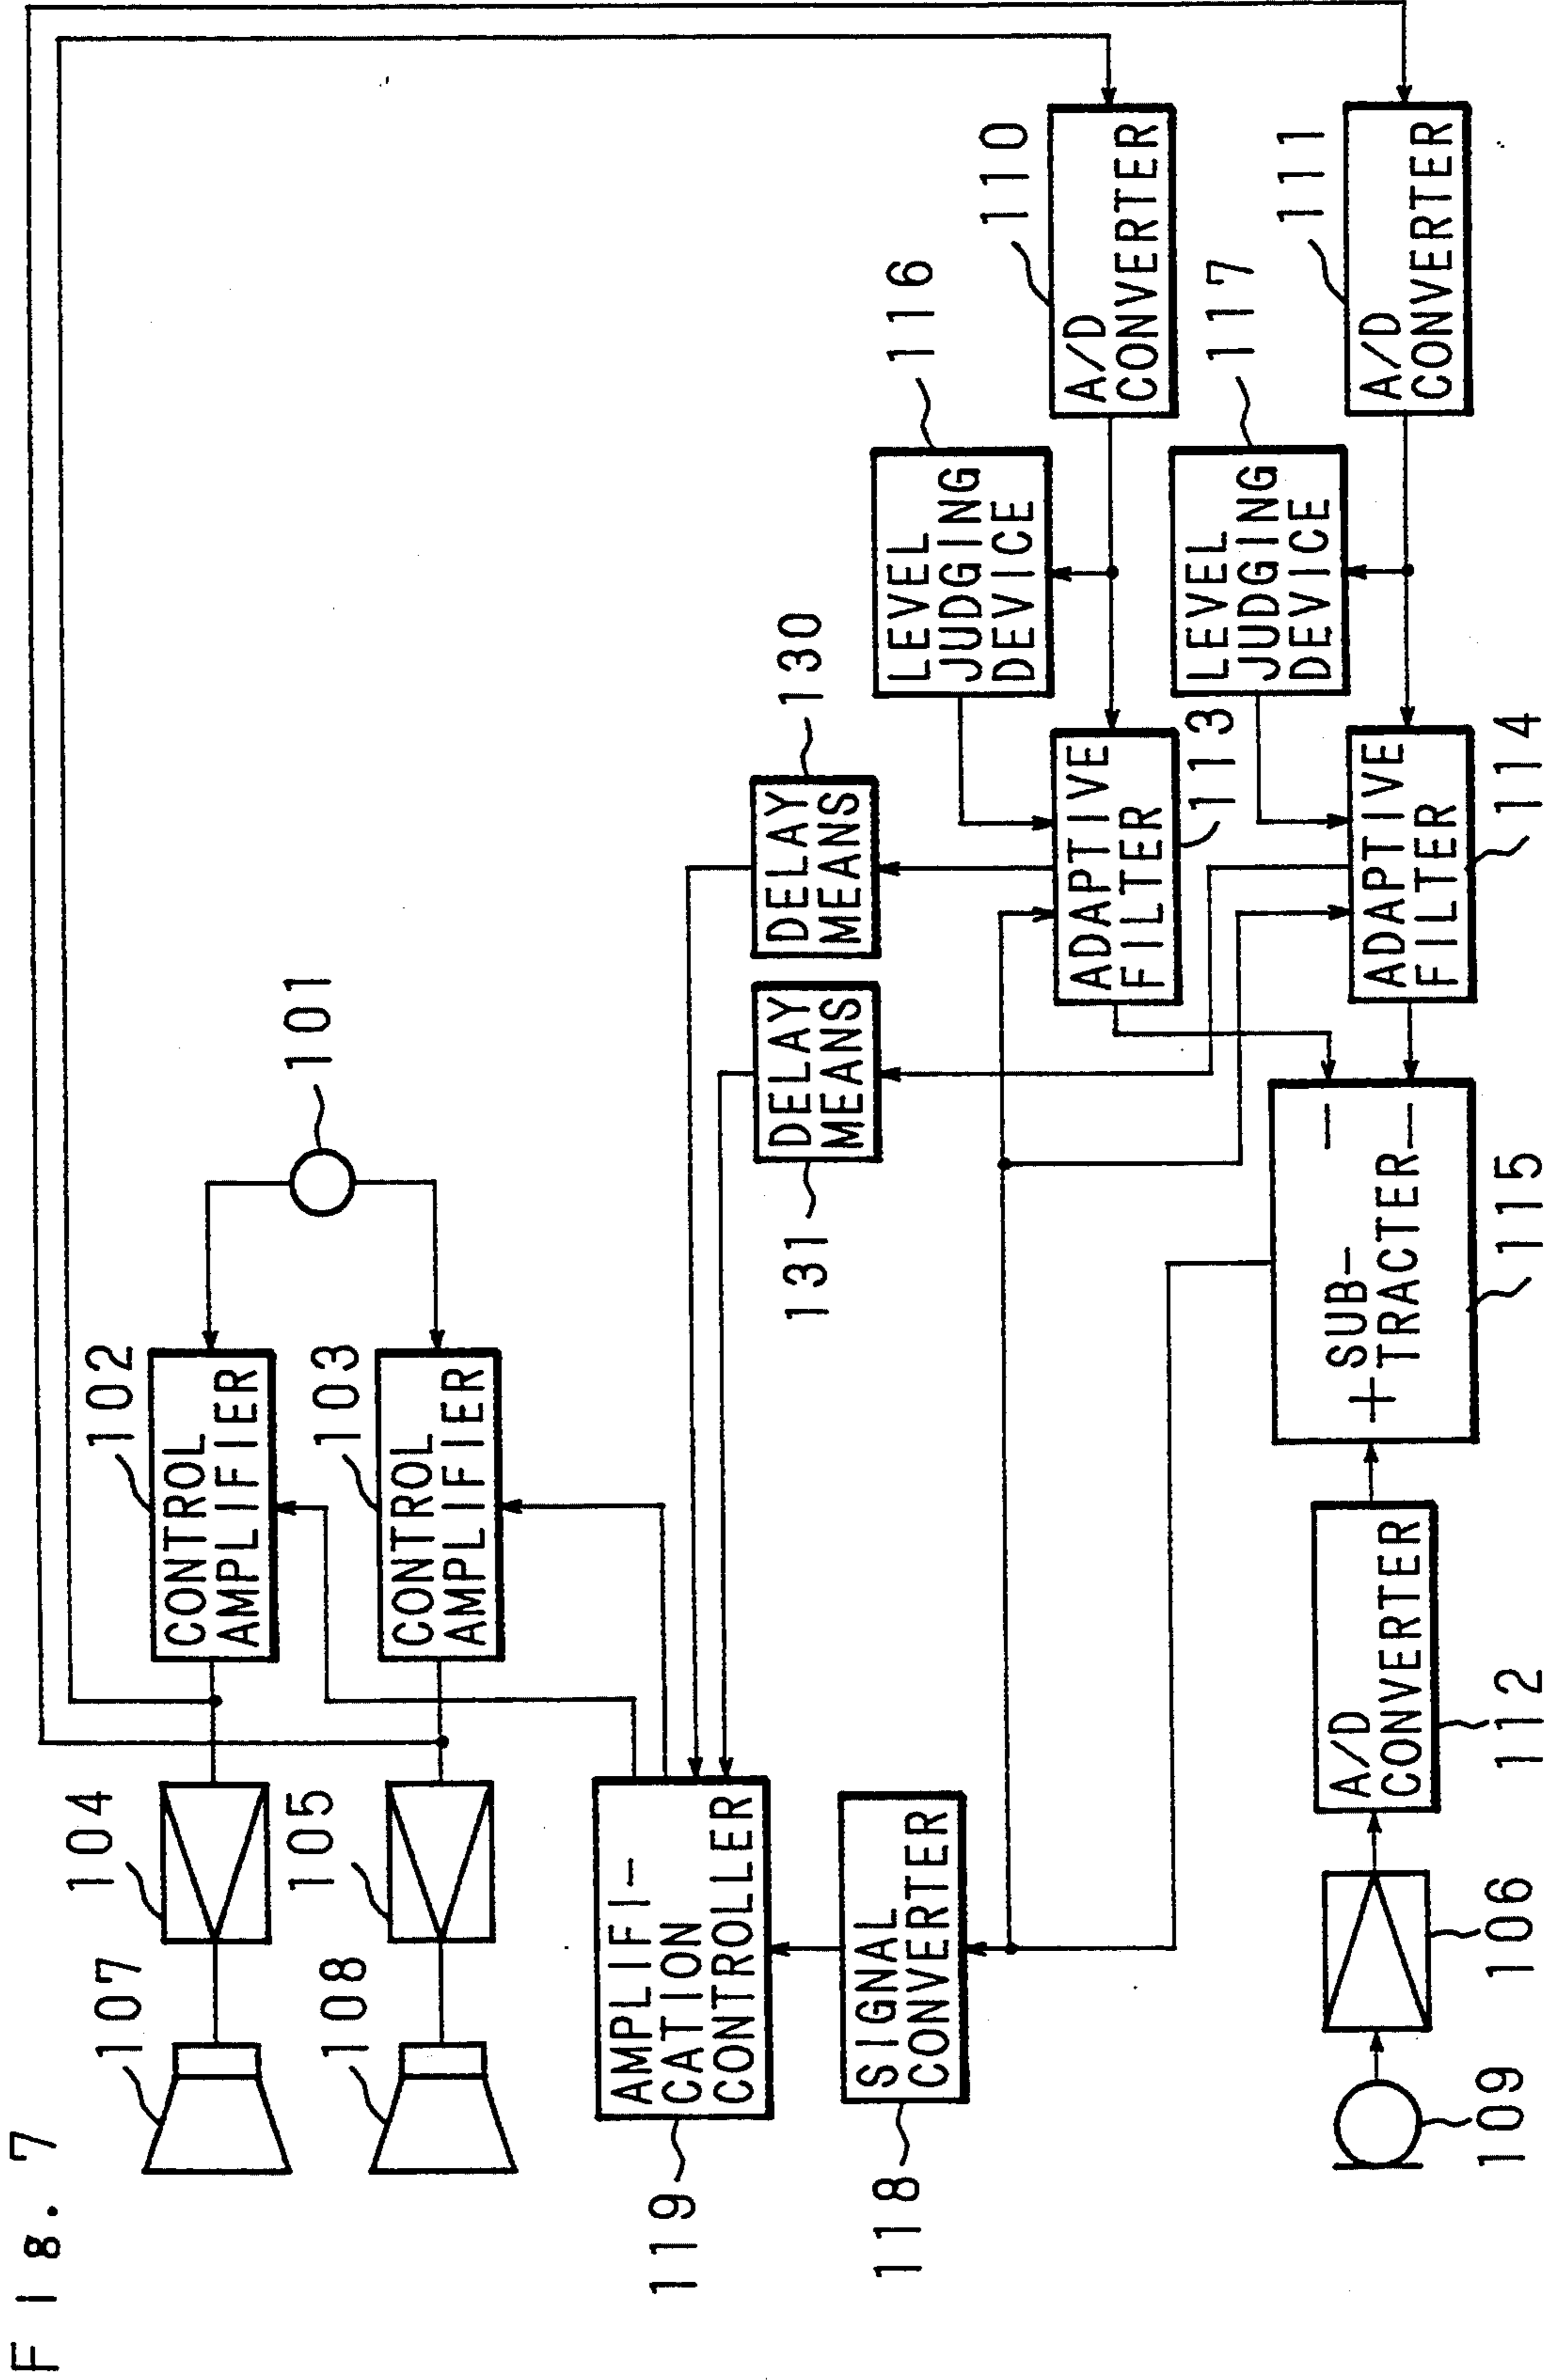 Fig. 7
107
104
102
CONTROL
AMPLIFIER
101
108
105
103
CONTROL
AMPLIFIER
119
AMPLIFI-
CATION
CONTROLLER
131
DELAY
MEANS
130
DELAY
MEANS
118
SIGNAL
CONVERTER
116
LEVEL
JUDGING
DEVICE
110
A/D
CONVERTER
ADAPTIVE
FILTER
113
117
LEVEL
JUDGING
DEVICE
111
A/D
CONVERTER
109
106
A/D
CONVERTER
112
+ SUB-
TRACTER
−
−
115
ADAPTIVE
FILTER
114